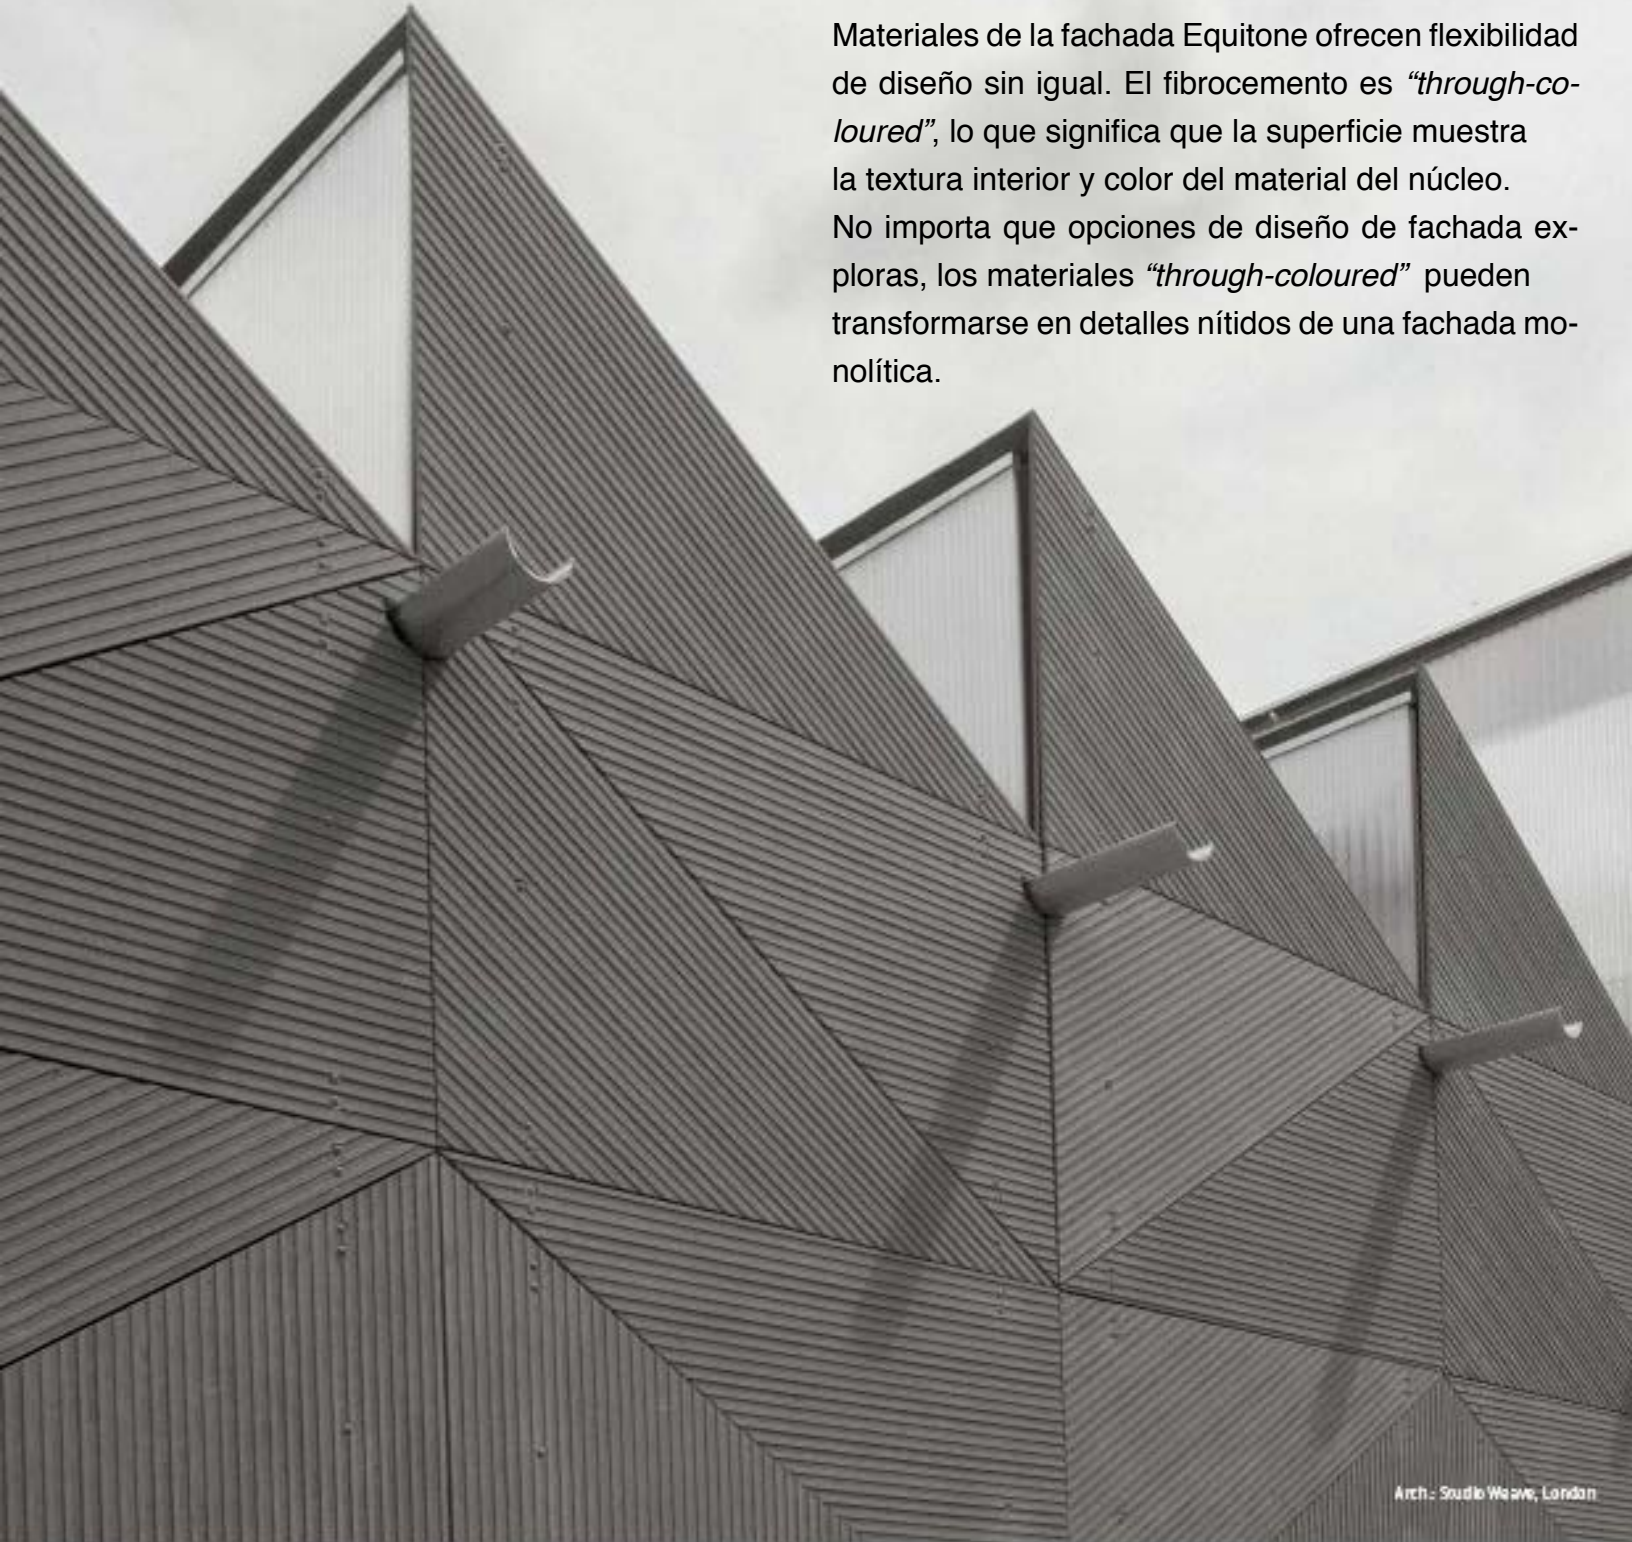 Materiales de la fachada Equitone ofrecen flexibilidad
de diseño sin igual. El fibrocemento es “through-co-
loured”, lo que significa que la superficie muestra
la textura interior y color del material del núcleo.
No importa que opciones de diseño de fachada ex-
ploras, los materiales “through-coloured” pueden
transformarse en detalles nítidos de una fachada mo-
nolítica.
Arch.: Studio Weave, London